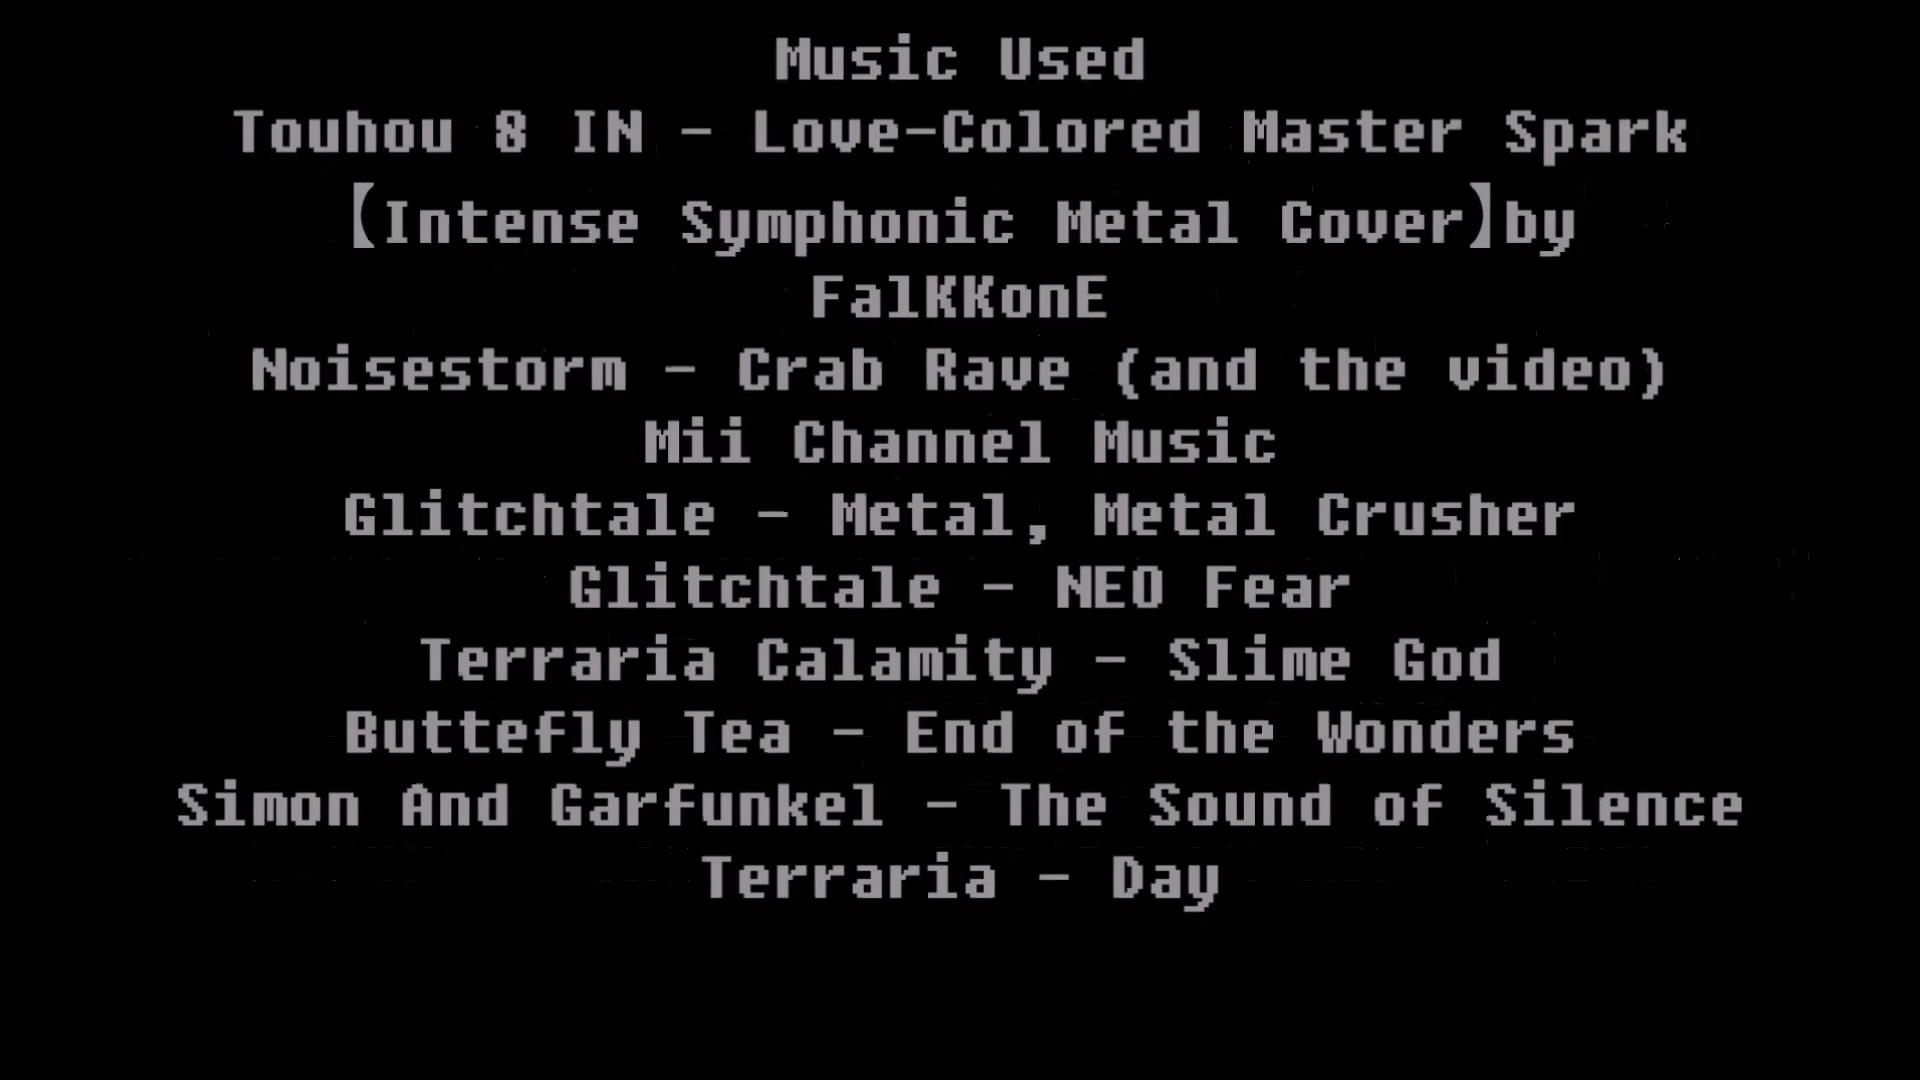 Music Used
Touhou 8 IN - Love-Colored Master Spark
【Intense Symphonic Metal Cover】by
FalKKonE
Noisestorm - Crab Rave (and the video)
Mii Channel Music
Glitchtale - Metal, Metal Crusher
Glitchtale - NEO Fear
Terraria Calamity - Slime God
Buttefly Tea - End of the Wonders
Simon And Garfunkel - The Sound of Silence
Terraria - Day